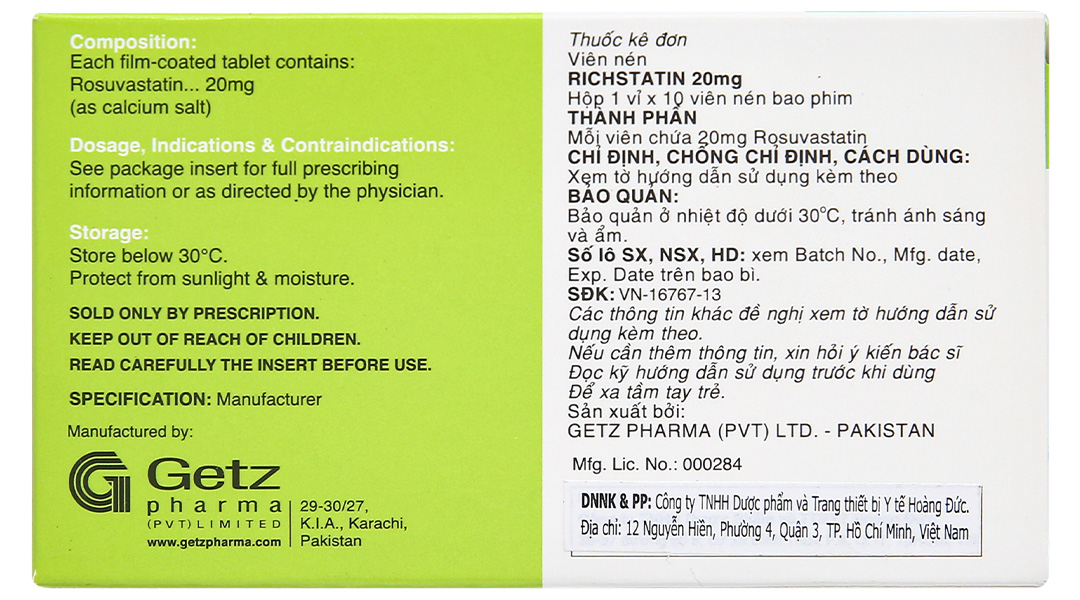 Composition:
Each film-coated tablet contains:
Rosuvastatin... 20mg
(as calcium salt)
Dosage, Indications & Contraindications:
See package insert for full prescribing
information or as directed by the physician.
Storage:
Store below 30°C.
Protect from sunlight & moisture.
SOLD ONLY BY PRESCRIPTION.
KEEP OUT OF REACH OF CHILDREN.
READ CAREFULLY THE INSERT BEFORE USE.
SPECIFICATION: Manufacturer
Manufactured by:
Getz
pharma
(PVT) LIMITED
www.getzpharma.com
29-30/27,
K.I.A., Karachi,
Pakistan
Thuốc kê đơn
Viên nén
RICHSTATIN 20mg
Hộp 1 vỉ x 10 viên nén bao phim
THÀNH PHẦN
Mỗi viên chứa 20mg Rosuvastatin
CHỈ ĐỊNH, CHỐNG CHỈ ĐỊNH, CÁCH DÙNG:
Xem tờ hướng dẫn sử dụng kèm theo
BẢO QUẢN:
Bảo quản ở nhiệt độ dưới 30°C, tránh ánh sáng
và ẩm.
Số lô SX, NSX, HD: xem Batch No., Mfg. date,
Exp. Date trên bao bì.
SĐK: VN-16767-13
Các thông tin khác đề nghị xem tờ hướng dẫn sử
dụng kèm theo.
Nếu cần thêm thông tin, xin hỏi ý kiến bác sĩ
Đọc kỹ hướng dẫn sử dụng trước khi dùng
Để xa tầm tay trẻ.
Sản xuất bởi:
GETZ PHARMA (PVT) LTD. - PAKISTAN
Mfg. Lic. No.: 000284
DNNK & PP: Công ty TNHH Dược phẩm và Trang thiết bị Y tế Hoàng Đức.
Địa chỉ: 12 Nguyễn Hiền, Phường 4, Quận 3, TP. Hồ Chí Minh, Việt Nam